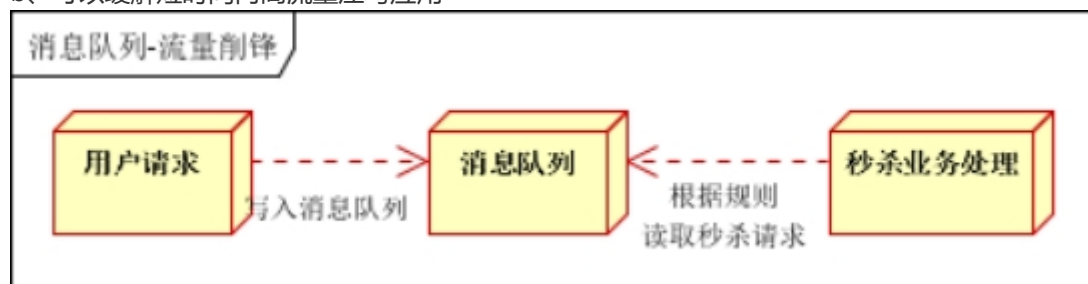 消息队列-流量削锋
用户请求
消息队列
秒杀业务处理
写入消息队列
根据规则
读取秒杀请求